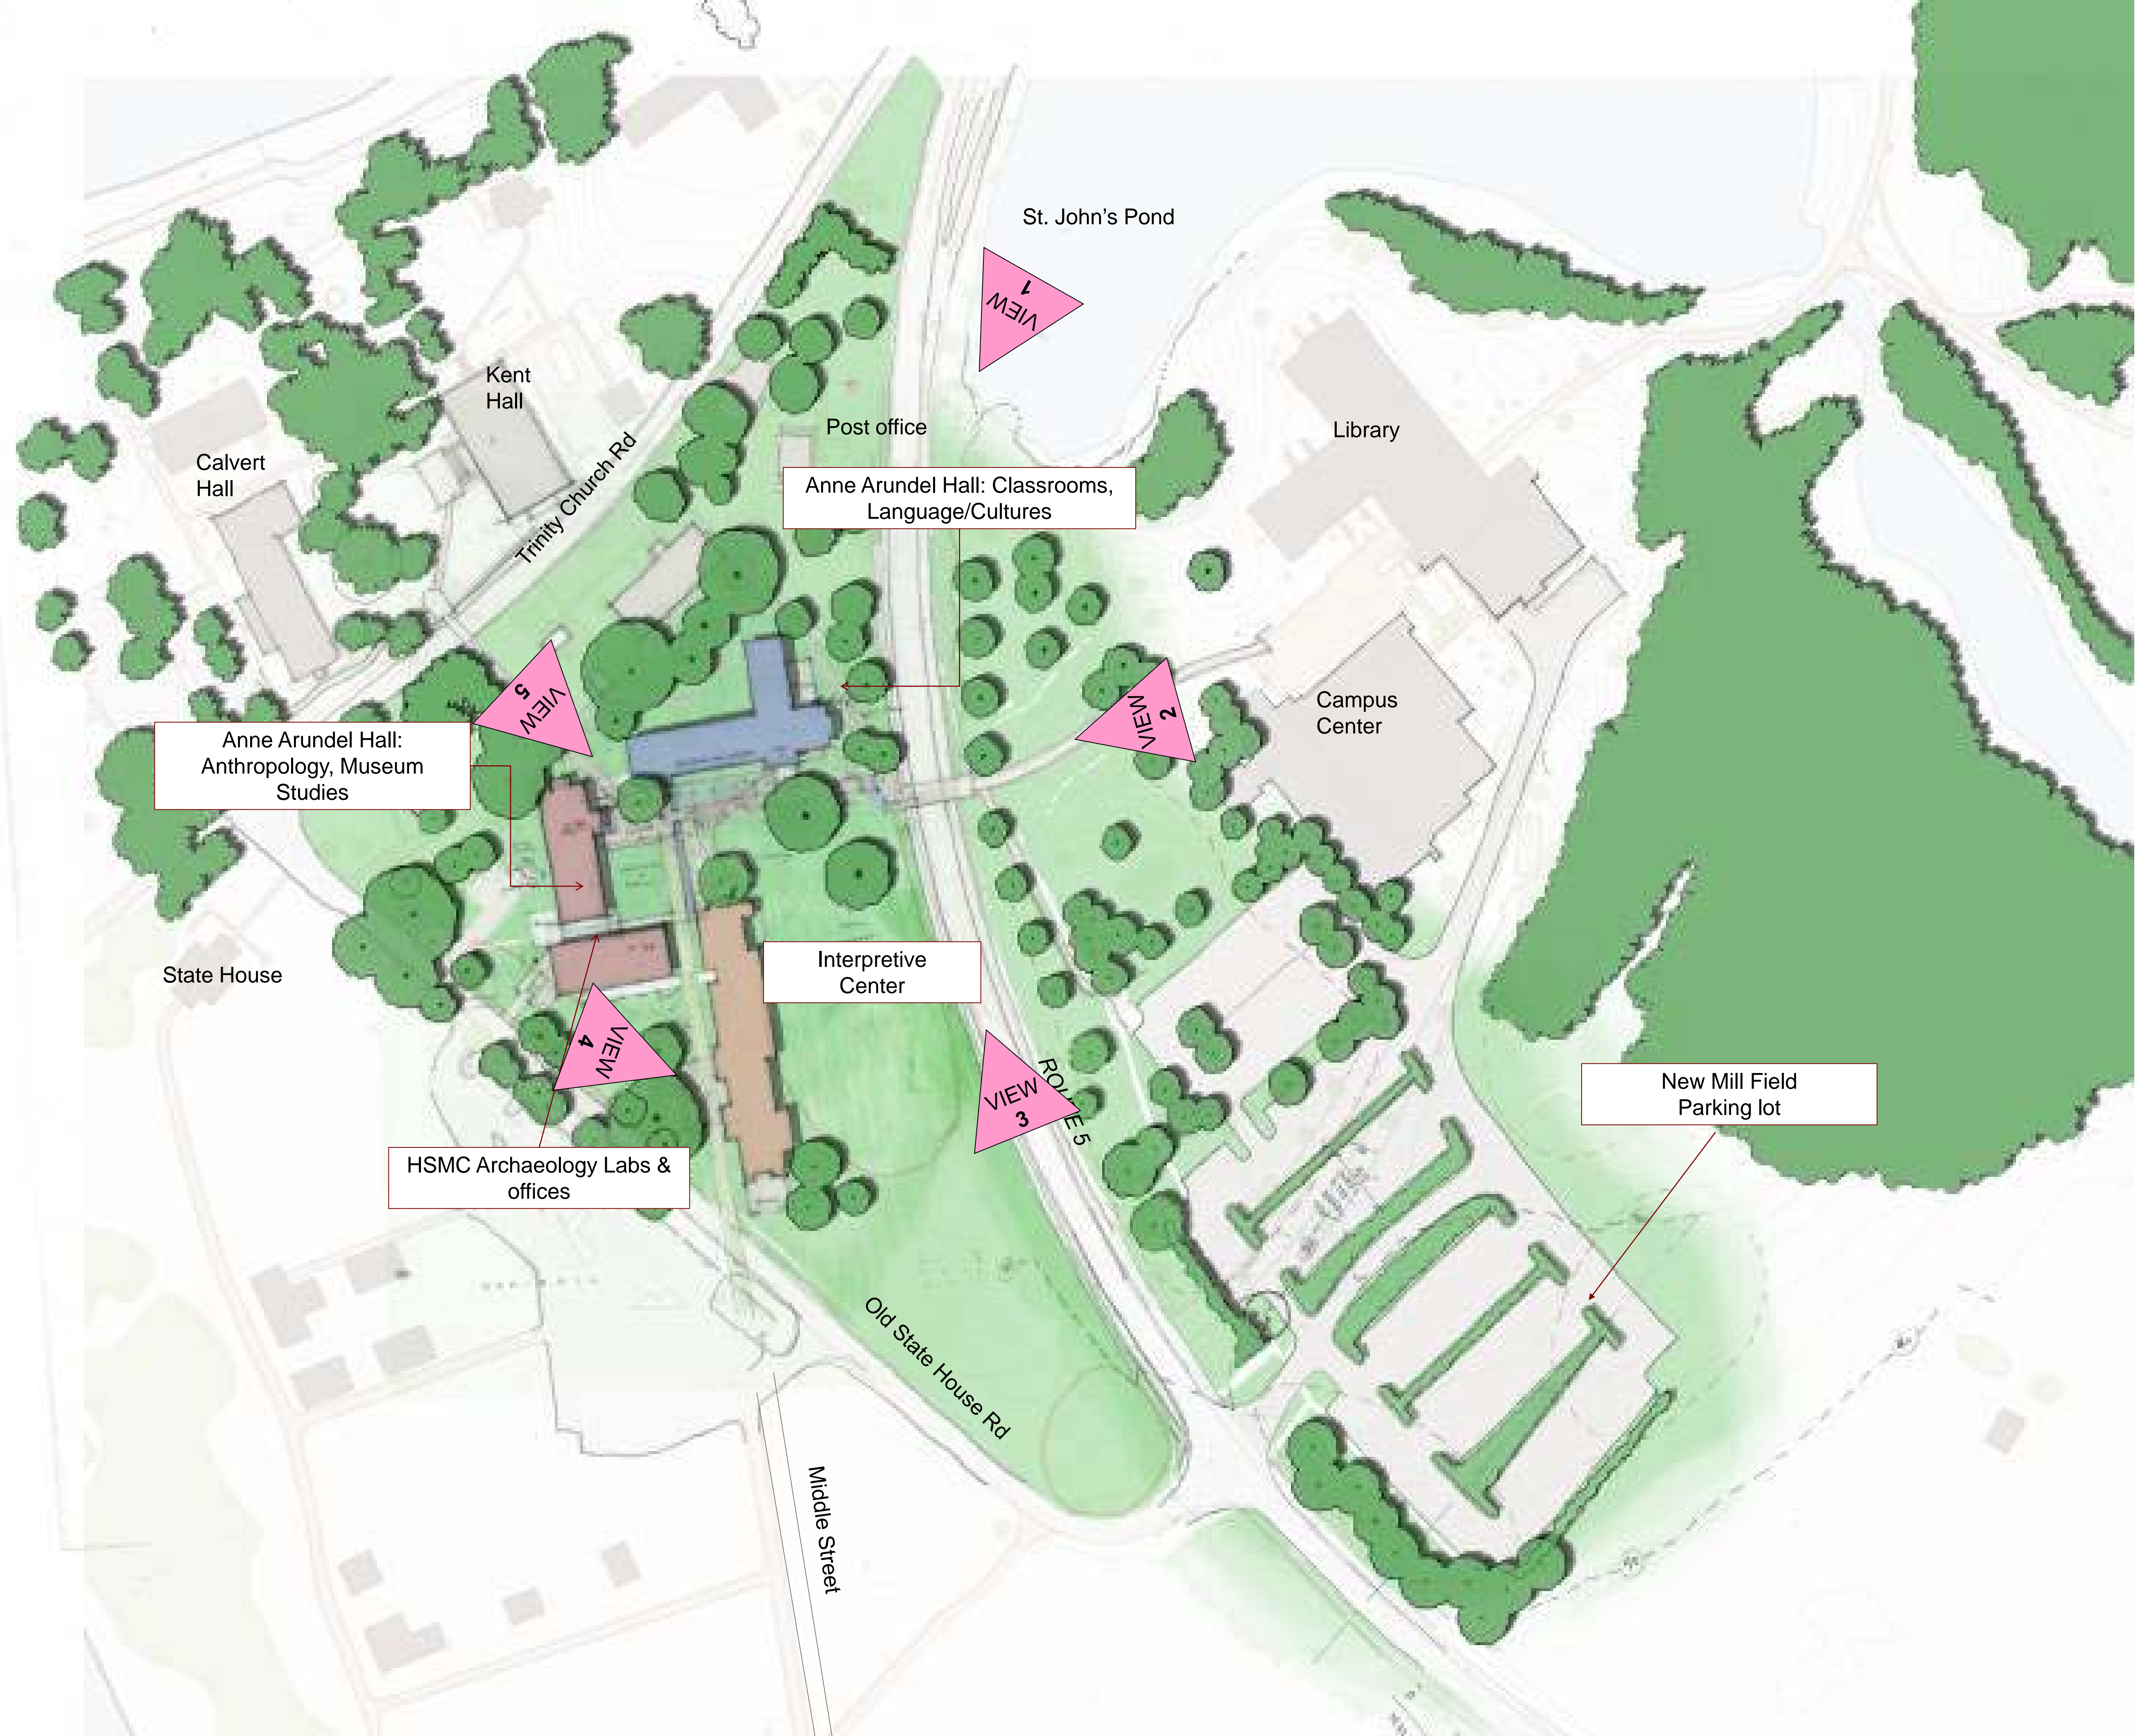 St. John’s Pond
VIEW
1
Kent
Hall
Post office
Library
Calvert
Hall
Trinity Church Rd
Anne Arundel Hall: Classrooms,
Language/Cultures
VIEW
5
VIEW
2
Campus
Center
Anne Arundel Hall:
Anthropology, Museum
Studies
State House
Interpretive
Center
VIEW
4
VIEW
3
ROUTE 5
New Mill Field
Parking lot
HSMC Archaeology Labs &
offices
Old State House Rd
Middle Street